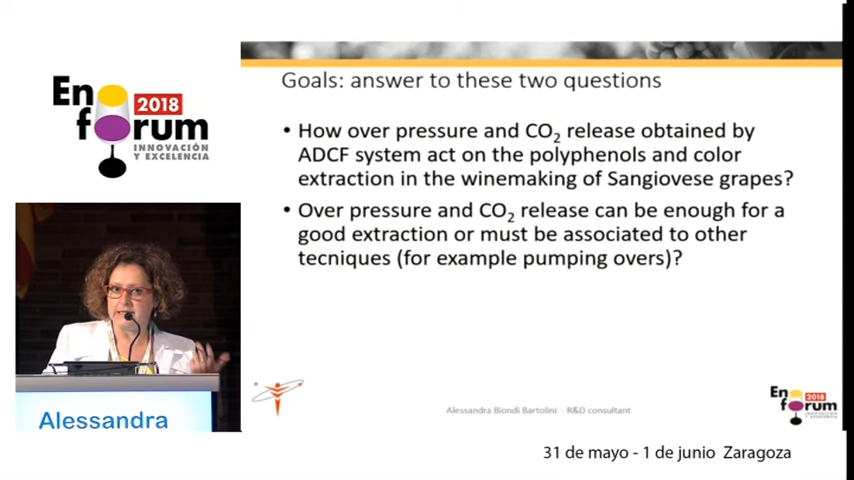 En
2018
forum
INNOVACIÓN
Y EXCELENCIA
Goals: answer to these two questions
• How over pressure and CO2 release obtained by
ADCF system act on the polyphenols and color
extraction in the winemaking of Sangiovese grapes?
• Over pressure and CO2 release can be enough for a
good extraction or must be associated to other
tecniques (for example pumping overs)?
Alessandra
Alessandra Biondi Bartolini - R&D consultant
En
2018
forum
INNOVACIÓN
Y EXCELENCIA
31 de mayo - 1 de junio Zaragoza